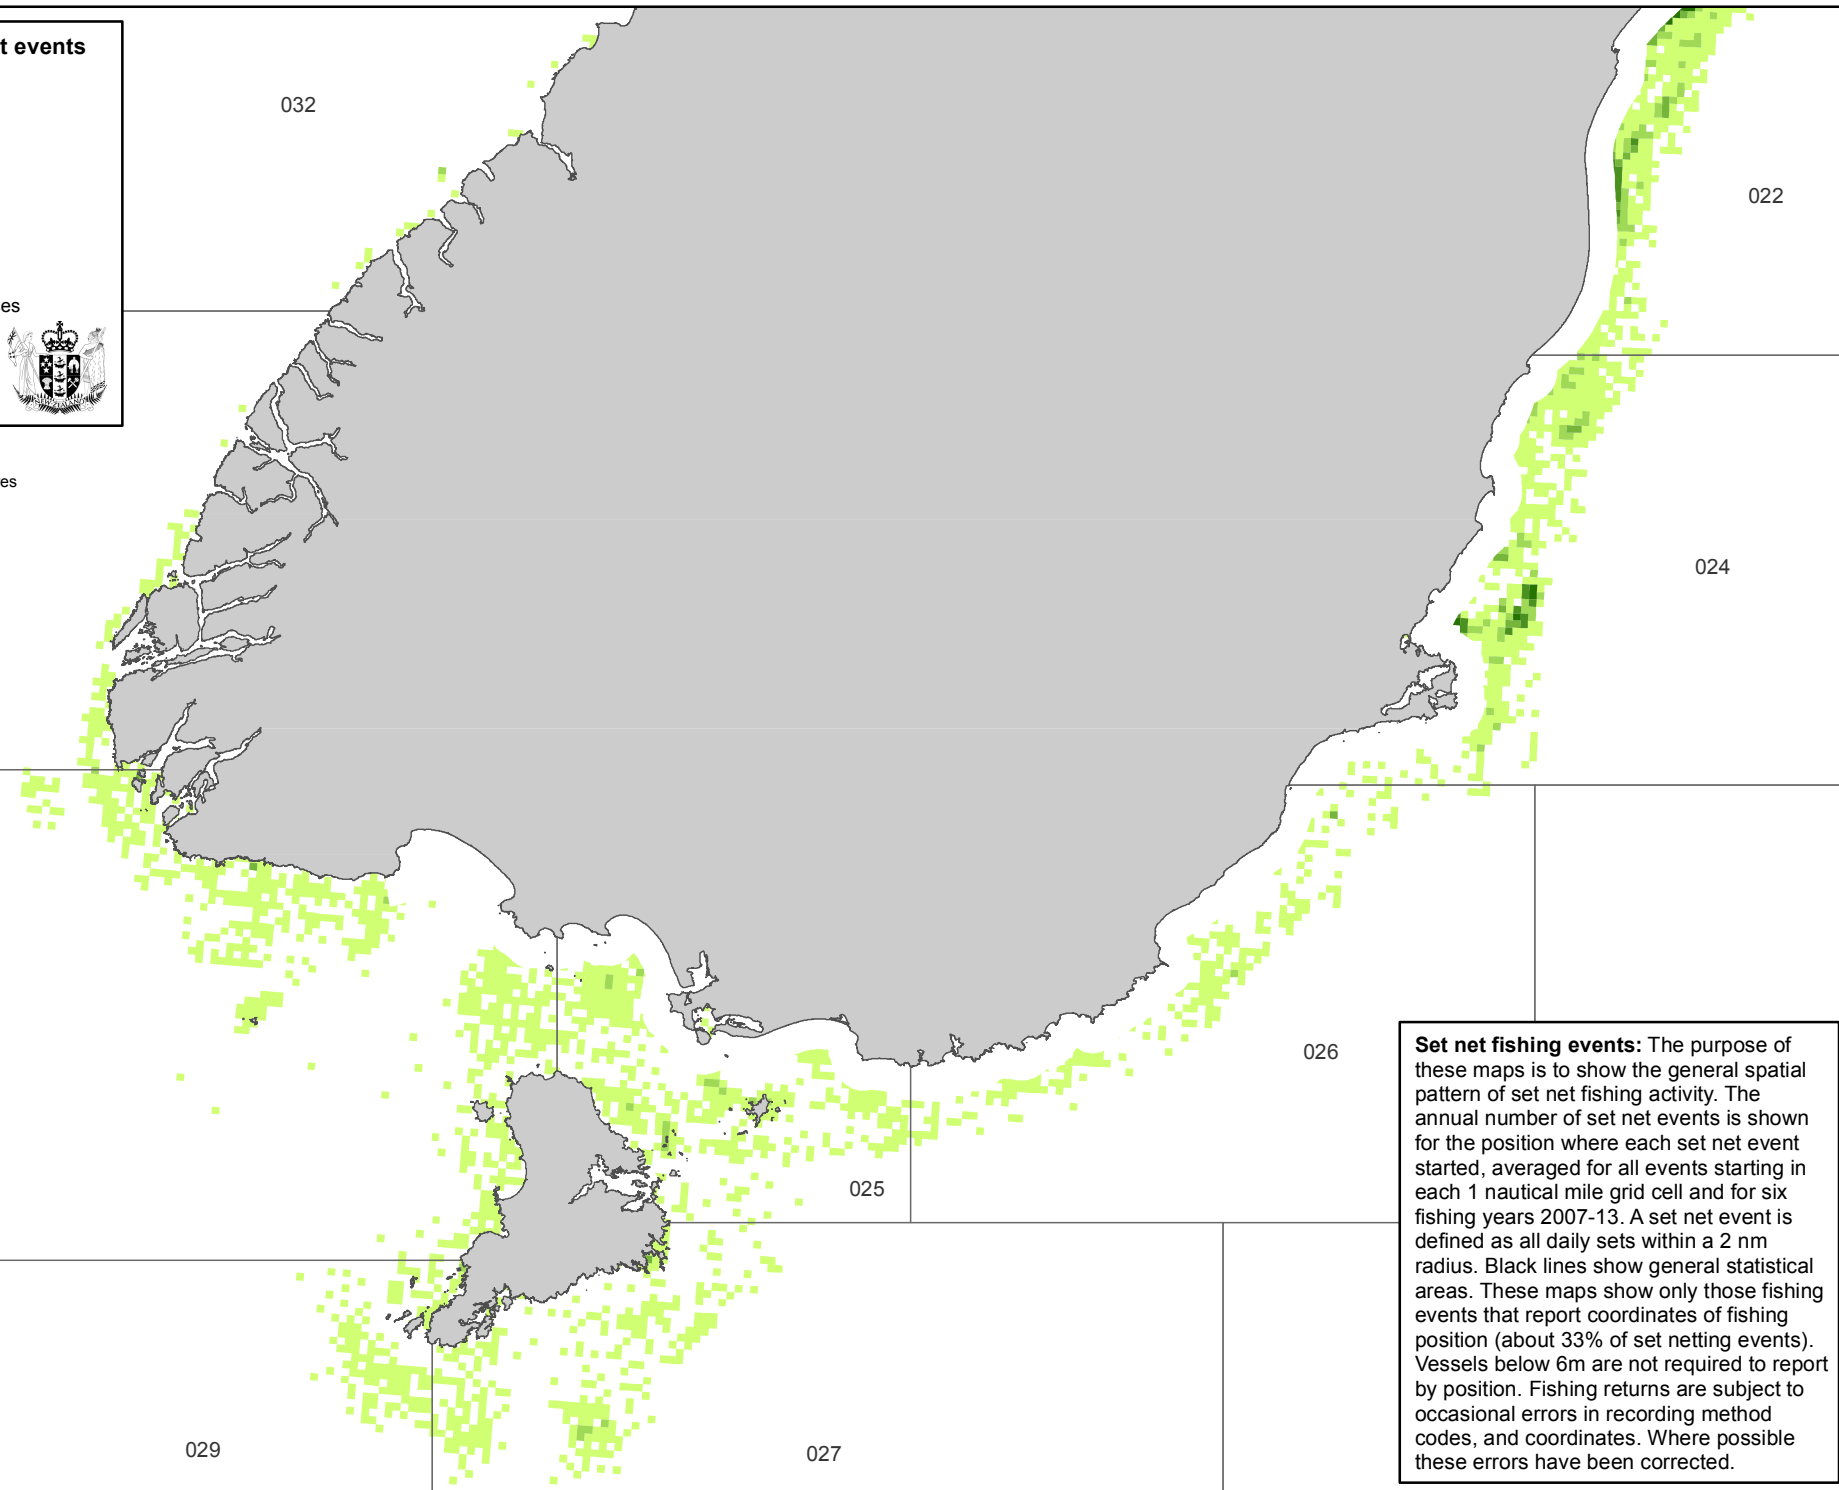 t events
032
022
es
es
024
026
025
029
027
Set net fishing events: The purpose of
these maps is to show the general spatial
pattern of set net fishing activity. The
annual number of set net events is shown
for the position where each set net event
started, averaged for all events starting in
each 1 nautical mile grid cell and for six
fishing years 2007-13. A set net event is
defined as all daily sets within a 2 nm
radius. Black lines show general statistical
areas. These maps show only those fishing
events that report coordinates of fishing
position (about 33% of set netting events).
Vessels below 6m are not required to report
by position. Fishing returns are subject to
occasional errors in recording method
codes, and coordinates. Where possible
these errors have been corrected.